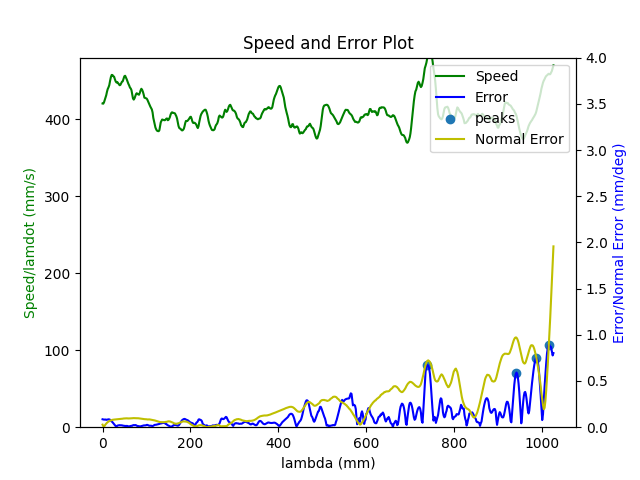 Speed and Error Plot
Speed
Error
peaks
Normal Error
Speed/lamdot (mm/s)
400
300
200
100
0
4.0
3.5
3.0
2.5
2.0
1.5
1.0
0.5
0.0
Error/Normal Error (mm/deg)
0 200 400 600 800 1000
lambda (mm)